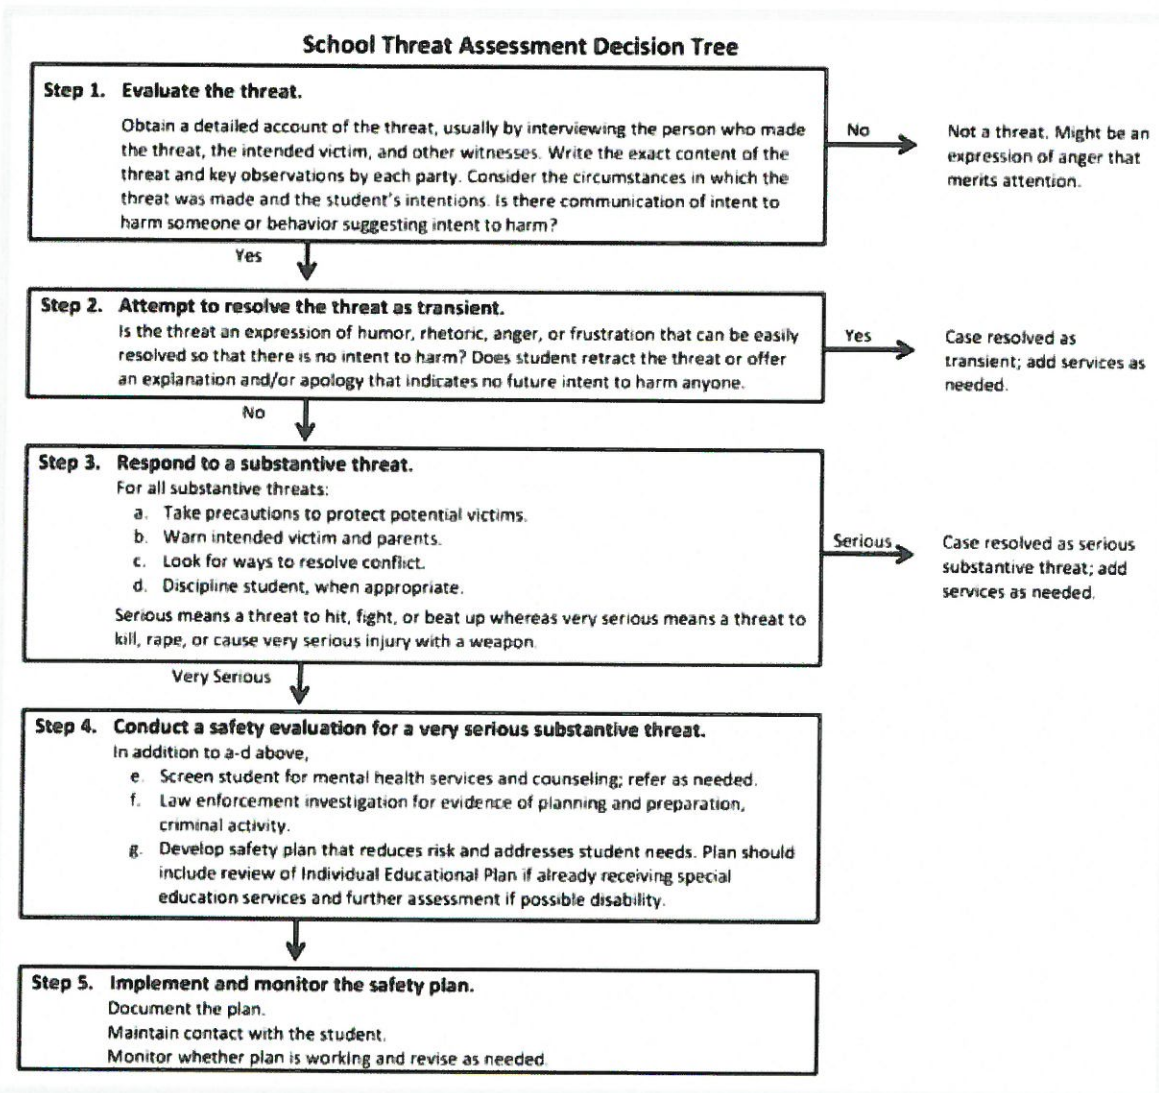 School Threat Assessment Decision Tree
Step 1. Evaluate the threat.
Obtain a detailed account of the threat, usually by interviewing the person who made
the threat, the intended victim, and other witnesses. Write the exact content of the
threat and key observations by each party. Consider the circumstances in which the
threat was made and the student's intentions. Is there communication of intent to
harm someone or behavior suggesting intent to harm?
No
Not a threat. Might be an
expression of anger that
merits attention.
Yes
Step 2. Attempt to resolve the threat as transient.
Is the threat an expression of humor, rhetoric, anger, or frustration that can be easily
resolved so that there is no intent to harm? Does student retract the threat or offer
an explanation and/or apology that indicates no future intent to harm anyone.
Yes
Case resolved as
transient; add services as
needed.
No
Step 3. Respond to a substantive threat.
For all substantive threats:
a. Take precautions to protect potential victims.
b. Warn intended victim and parents.
c. Look for ways to resolve conflict.
d. Discipline student, when appropriate.
Serious means a threat to hit, fight, or beat up whereas very serious means a threat to
kill, rape, or cause very serious injury with a weapon.
Serious
Case resolved as serious
substantive threat; add
services as needed.
Very Serious
Step 4. Conduct a safety evaluation for a very serious substantive threat.
In addition to a-d above,
e. Screen student for mental health services and counseling; refer as needed.
f. Law enforcement investigation for evidence of planning and preparation,
criminal activity.
g. Develop safety plan that reduces risk and addresses student needs. Plan should
include review of Individual Educational Plan if already receiving special
education services and further assessment if possible disability.
Step 5. Implement and monitor the safety plan.
Document the plan.
Maintain contact with the student.
Monitor whether plan is working and revise as needed.